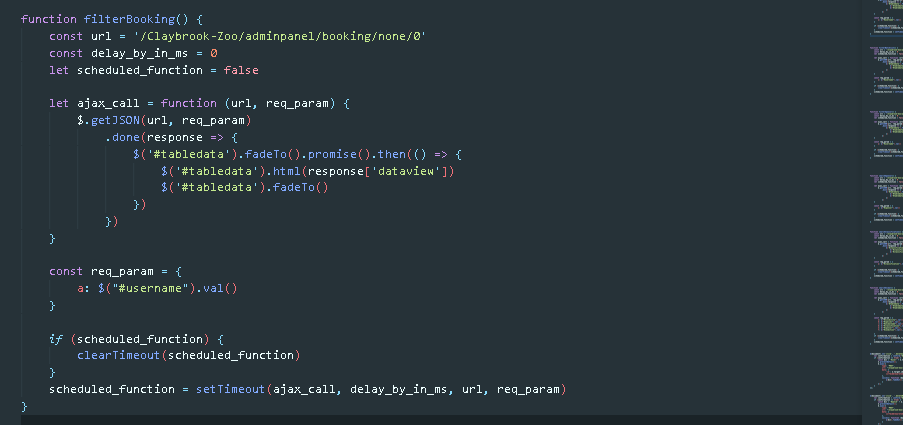 function filterBooking() {
    const url = '/Claybrook-Zoo/adminpanel/booking/none/0'
    const delay_by_in_ms = 0
    let scheduled_function = false

    let ajax_call = function (url, req_param) {
        $.getJSON(url, req_param)
            .done(response => {
                $('#tabledata').fadeTo().promise().then(() => {
                    $('#tabledata').html(response['dataview'])
                    $('#tabledata').fadeTo()
                })
            })
    }

    const req_param = {
        a: $("#username").val()
    }

    if (scheduled_function) {
        clearTimeout(scheduled_function)
    }
    scheduled_function = setTimeout(ajax_call, delay_by_in_ms, url, req_param)
}